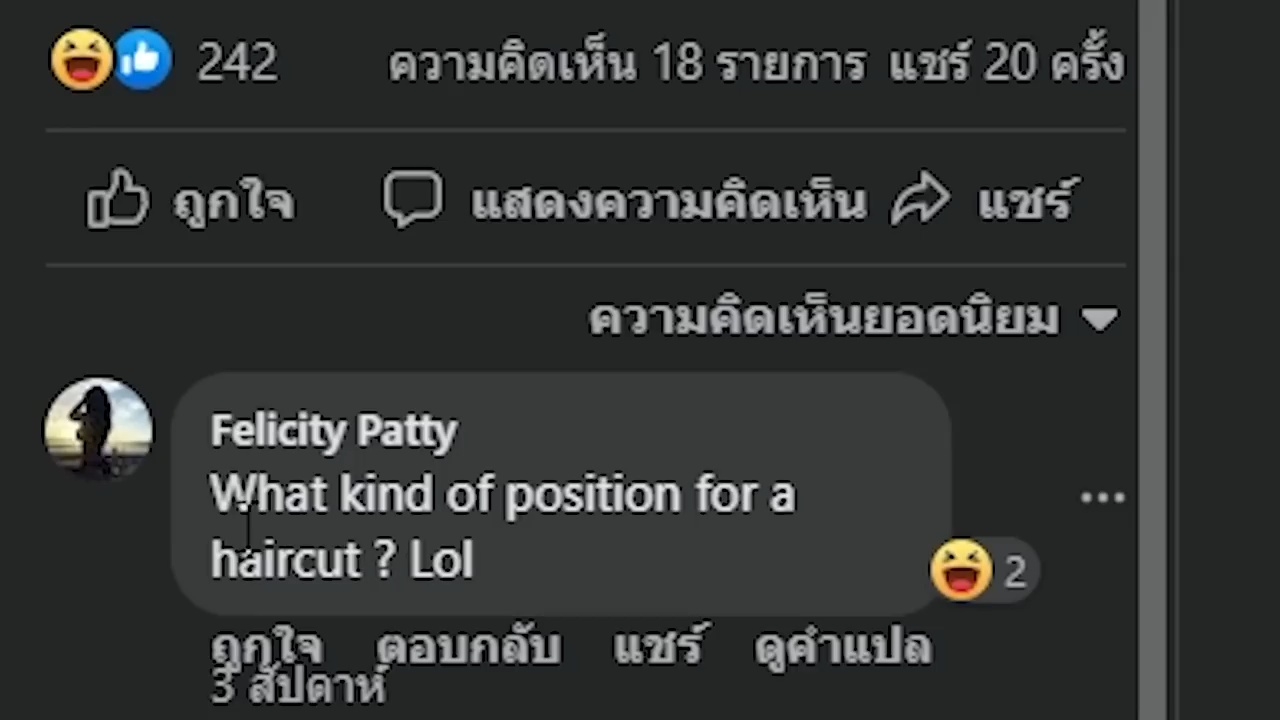 242 ความคิดเห็น 18 รายการ แชร์ 20 ครั้ง
ถูกใจ แสดงความคิดเห็น แชร์
ความคิดเห็นยอดนิยม
Felicity Patty
What kind of position for a
haircut ? Lol
2
ถูกใจ ตอบกลับ แชร์ ดูคำแปล
3 สัปดาห์